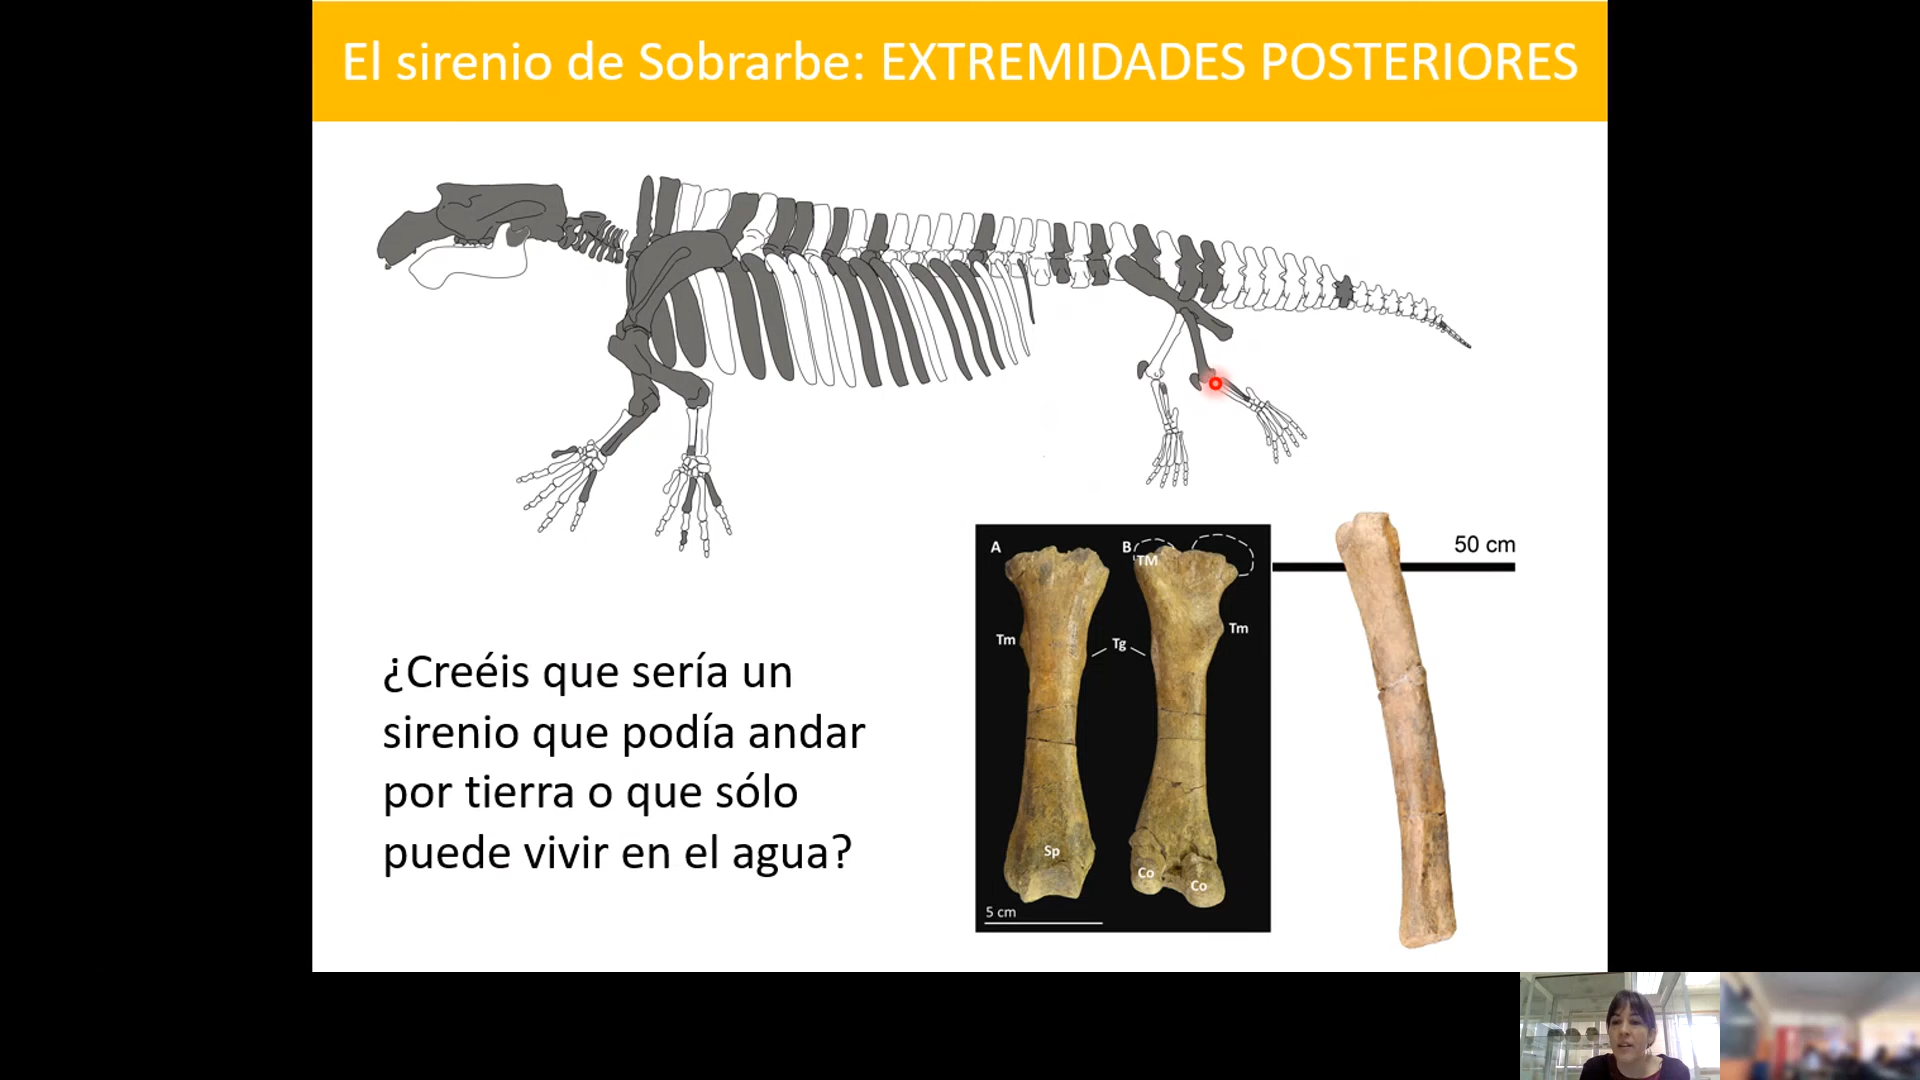 El sirenio de Sobrarbe: EXTREMIDADES POSTERIORES
50 cm
A
B
TM
Tm
Tg
Tm
Sp
Co
Co
5 cm
¿Creéis que sería un
sirenio que podía andar
por tierra o que sólo
puede vivir en el agua?